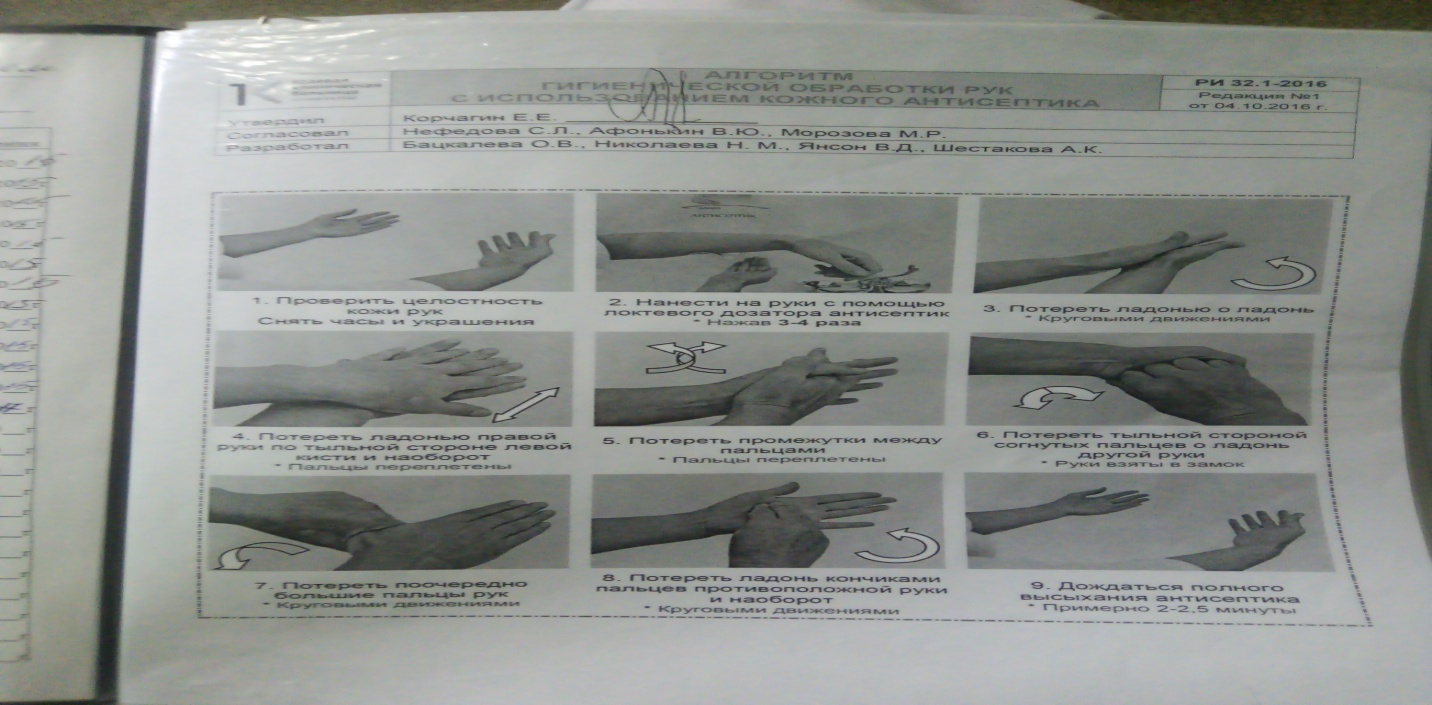 АЛГОРИТМ
ГИГИЕНИЧЕСКОЙ ОБРАБОТКИ РУК
С ИСПОЛЬЗОВАНИЕМ КОЖНОГО АНТИСЕПТИКА
РИ 32.1-2016
Редакция №1
от 04.10.2016 г.
Утвердил Корчагин Е.Е.
Согласовал Нефедова С.Л., Афонькин В.Ю., Морозова М.Р.
Разработал Бацкалева О.В., Николаева Н. М., Янсон В.Д., Шестакова А.К.
АНТИСЕПТИК
1. Проверить целостность
кожи рук
Снять часы и украшения
2. Нанести на руки с помощью
локтевого дозатора антисептик
* Нажав 3-4 раза
3. Потереть ладонью о ладонь
* Круговыми движениями
4. Потереть ладонью правой
руки по тыльной стороне левой
кисти и наоборот
* Пальцы переплетены
5. Потереть промежутки между
пальцами
* Пальцы переплетены
6. Потереть тыльной стороной
согнутых пальцев о ладонь
другой руки
* Руки взяты в замок
7. Потереть поочередно
большие пальцы рук
* Круговыми движениями
8. Потереть ладонь кончиками
пальцев противоположной руки
и наоборот
* Круговыми движениями
9. Дождаться полного
высыхания антисептика
* Примерно 2-2,5 минуты